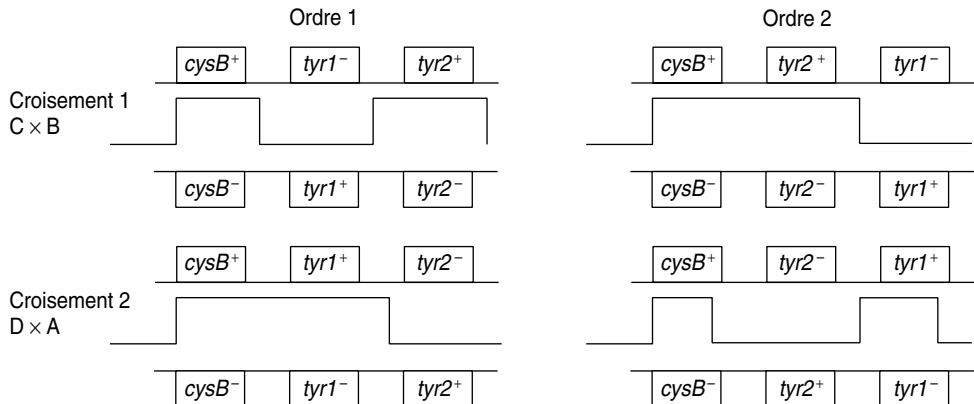 Ordre 1
Ordre 2
cysB⁺ tyr1⁻ tyr2⁺
cysB⁺ tyr2⁺ tyr1⁻
Croisement 1
C × B
cysB⁻ tyr1⁺ tyr2⁻
cysB⁻ tyr2⁻ tyr1⁺
cysB⁺ tyr1⁺ tyr2⁻
cysB⁺ tyr2⁻ tyr1⁺
Croisement 2
D × A
cysB⁻ tyr1⁻ tyr2⁺
cysB⁻ tyr2⁺ tyr1⁻